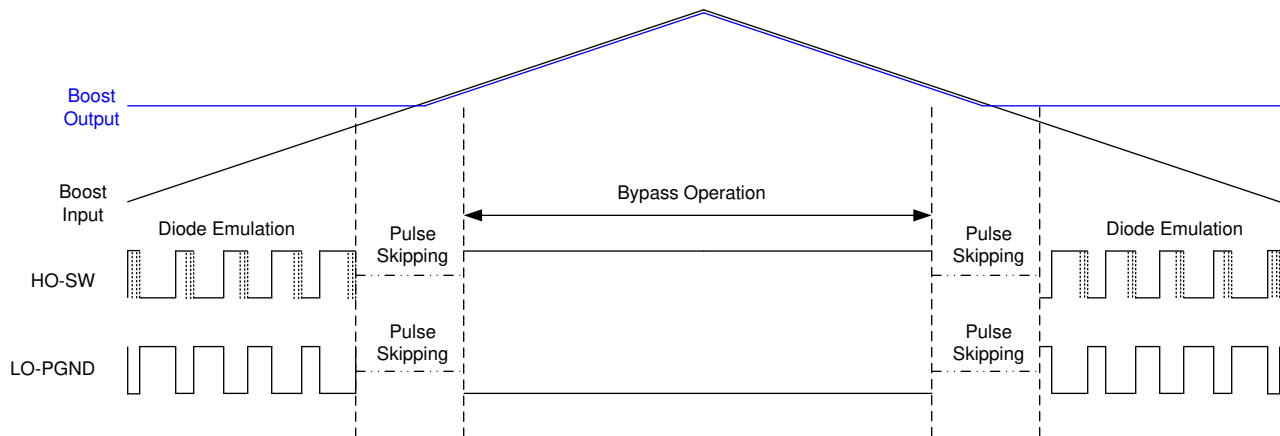 Boost
Output
Boost
Input
Bypass Operation
Diode Emulation
Pulse
Skipping
Pulse
Skipping
Diode Emulation
HO-SW
Pulse
Skipping
Pulse
Skipping
LO-PGND